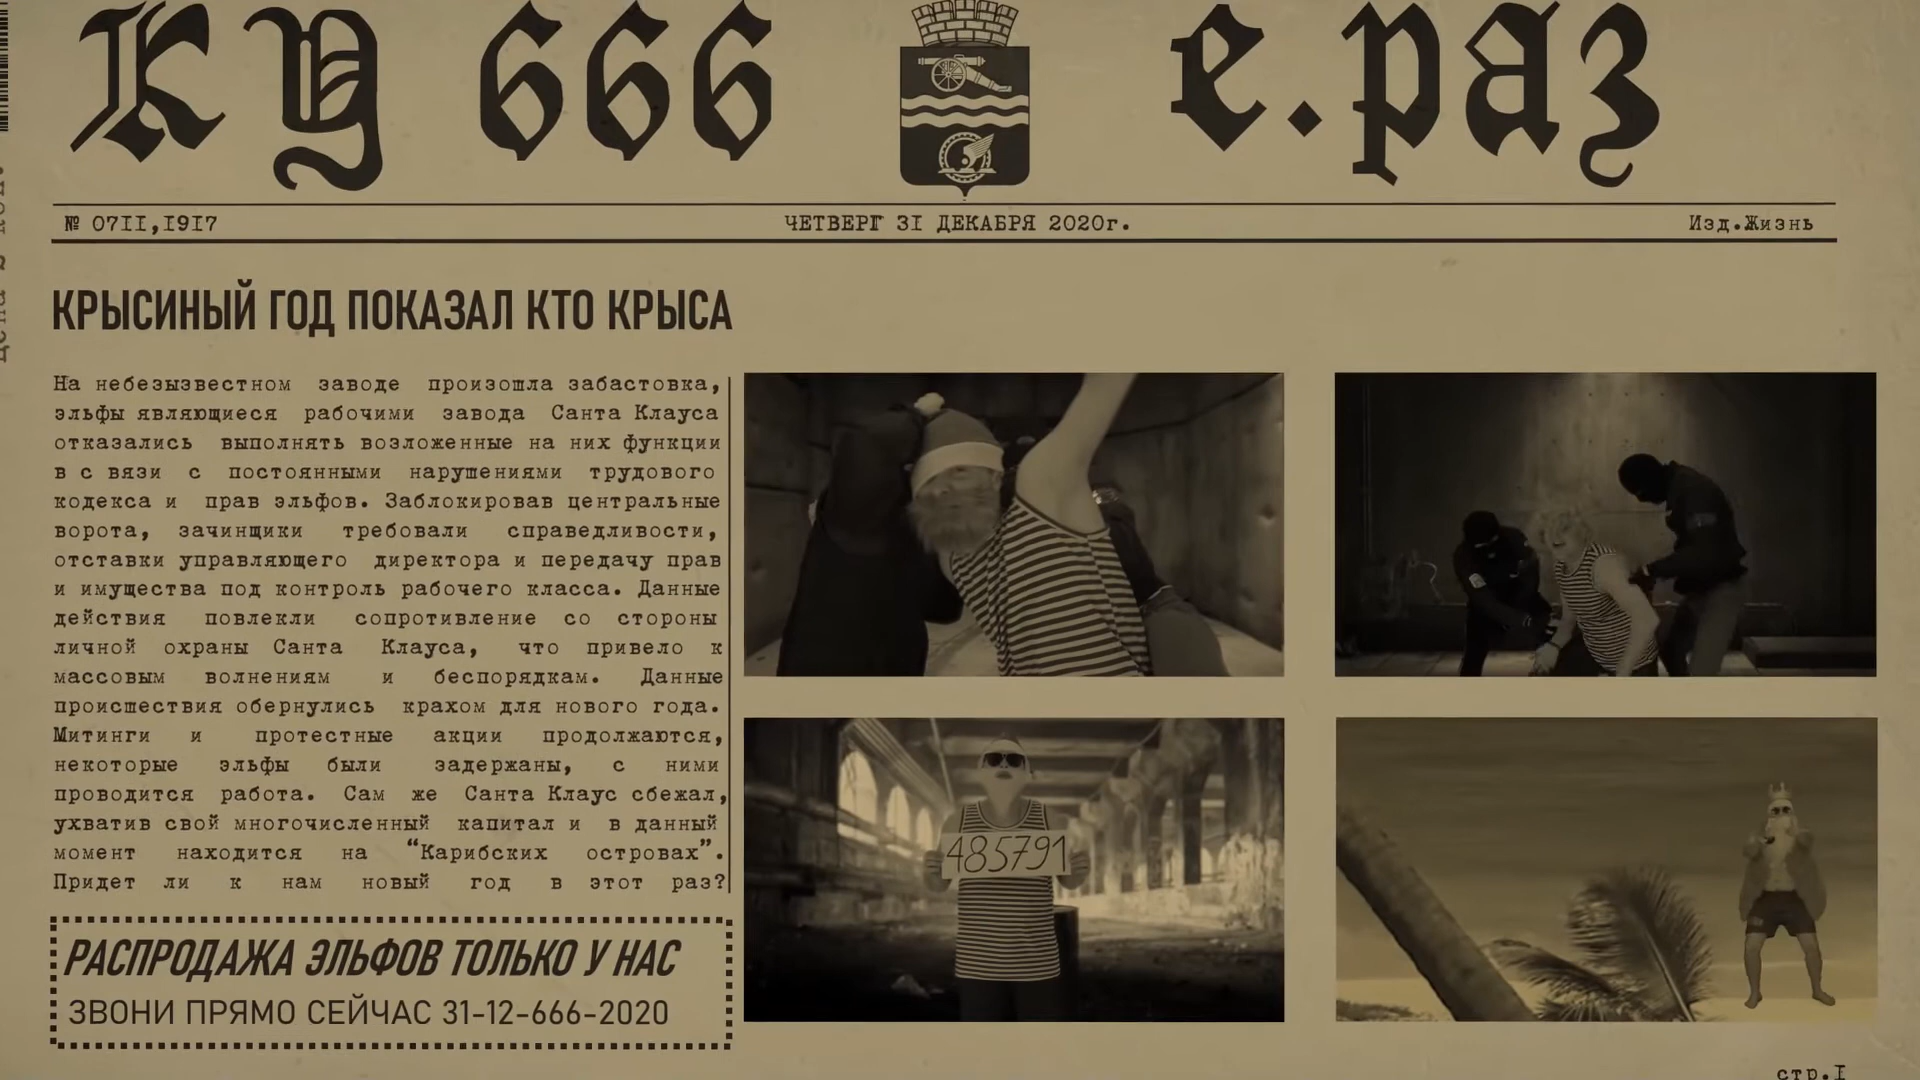 КУ 666 е.раз
№ 0711,1917 ЧЕТВЕРГ 31 ДЕКАБРЯ 2020г. Изд.Жизнь
КРЫСИНЫЙ ГОД ПОКАЗАЛ КТО КРЫСА
На небезызвестном заводе произошла забастовка,
эльфы являющиеся рабочими завода Санта Клауса
отказались выполнять возложенные на них функции
в с вязи с постоянными нарушениями трудового
кодекса и прав эльфов. Заблокировав центральные
ворота, зачинщики требовали справедливости,
отставки управляющего директора и передачу прав
и имущества под контроль рабочего класса. Данные
действия повлекли сопротивление со стороны
личной охраны Санта Клауса, что привело к
массовым волнениям и беспорядкам. Данные
происшествия обернулись крахом для нового года.
Митинги и протестные акции продолжаются,
некоторые эльфы были задержаны, с ними
проводится работа. Сам же Санта Клаус сбежал,
ухватив свой многочисленный капитал и в данный
момент находится на “Карибских островах”.
Придет ли к нам новый год в этот раз?
485791
РАСПРОДАЖА ЭЛЬФОВ ТОЛЬКО У НАС
ЗВОНИ ПРЯМО СЕЙЧАС 31-12-666-2020
стр.1